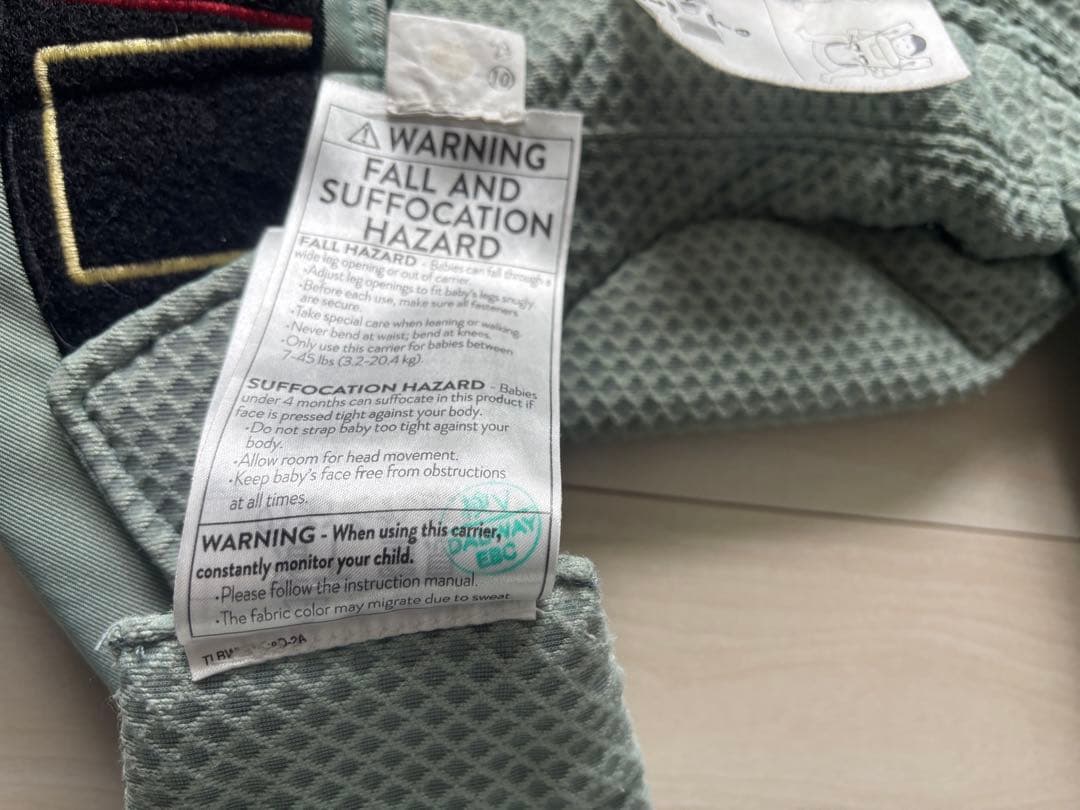 23
10
WARNING
FALL AND
SUFFOCATION
HAZARD
FALL HAZARD - Babies can fall through a
wide leg opening or out of carrier.
•Adjust leg openings to fit baby's legs snugly.
•Before each use, make sure all fasteners
are secure.
•Take special care when leaning or walking.
•Never bend at waist; bend at knees.
•Only use this carrier for babies between
7-45 lbs (3.2-20.4 kg).
SUFFOCATION HAZARD - Babies
under 4 months can suffocate in this product if
face is pressed tight against your body.
•Do not strap baby too tight against your
body.
•Allow room for head movement.
•Keep baby's face free from obstructions
at all times.
WARNING - When using this carrier,
constantly monitor your child.
•Please follow the instruction manual.
•The fabric color may migrate due to sweat
EBC